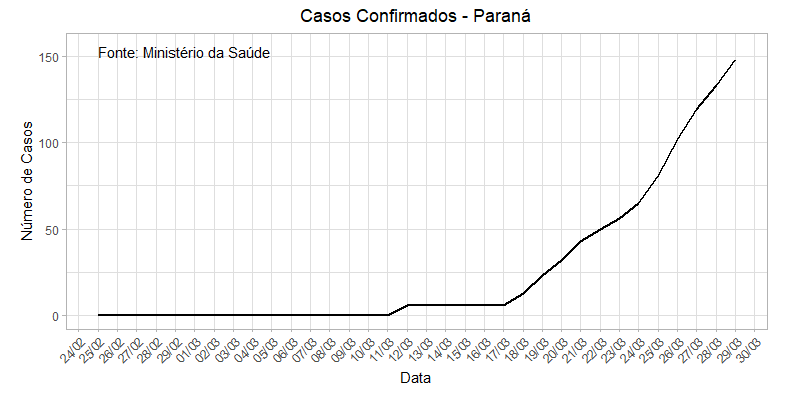 Casos Confirmados - Paraná
Fonte: Ministério da Saúde
150
100
50
0
Número de Casos
24/02 25/02 26/02 27/02 28/02 29/02 01/03 02/03 03/03 04/03 05/03 06/03 07/03 08/03 09/03 10/03 11/03 12/03 13/03 14/03 15/03 16/03 17/03 18/03 19/03 20/03 21/03 22/03 23/03 24/03 25/03 26/03 27/03 28/03 29/03 30/03
Data